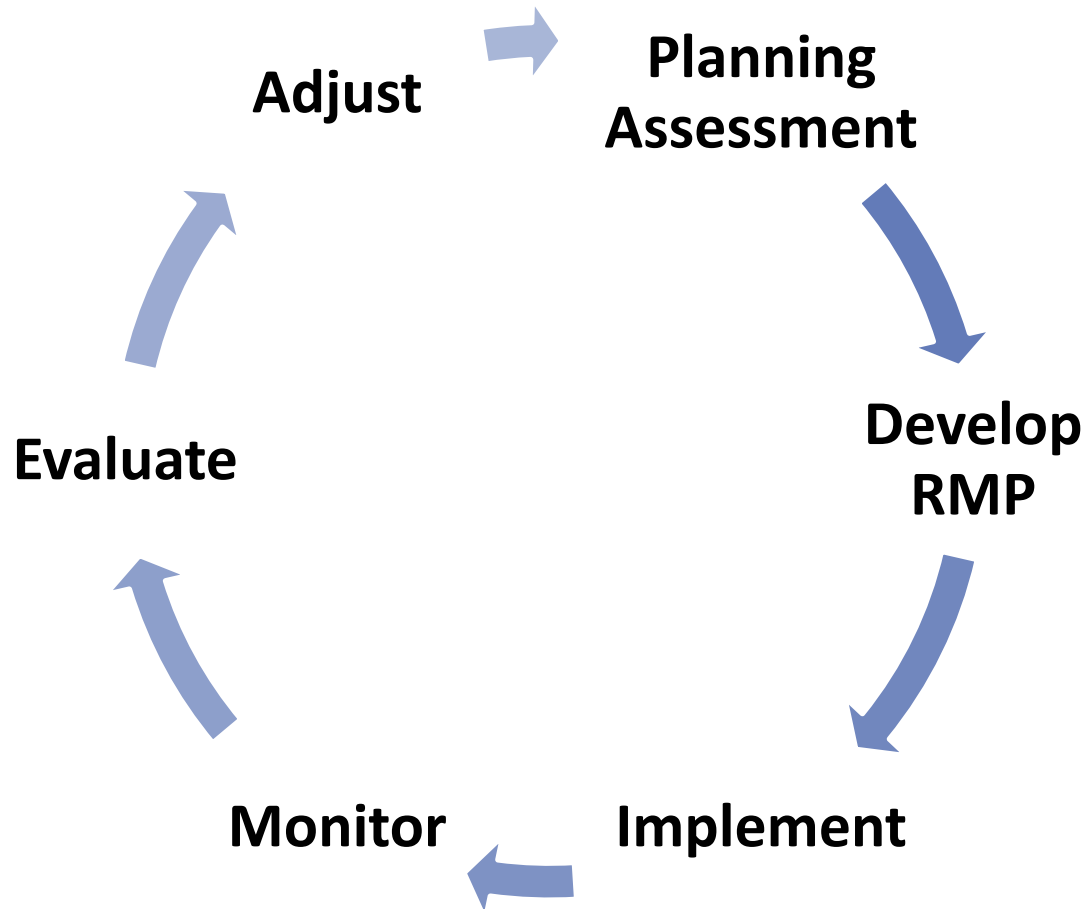 Planning
Assessment
Develop
RMP
Implement
Monitor
Evaluate
Adjust